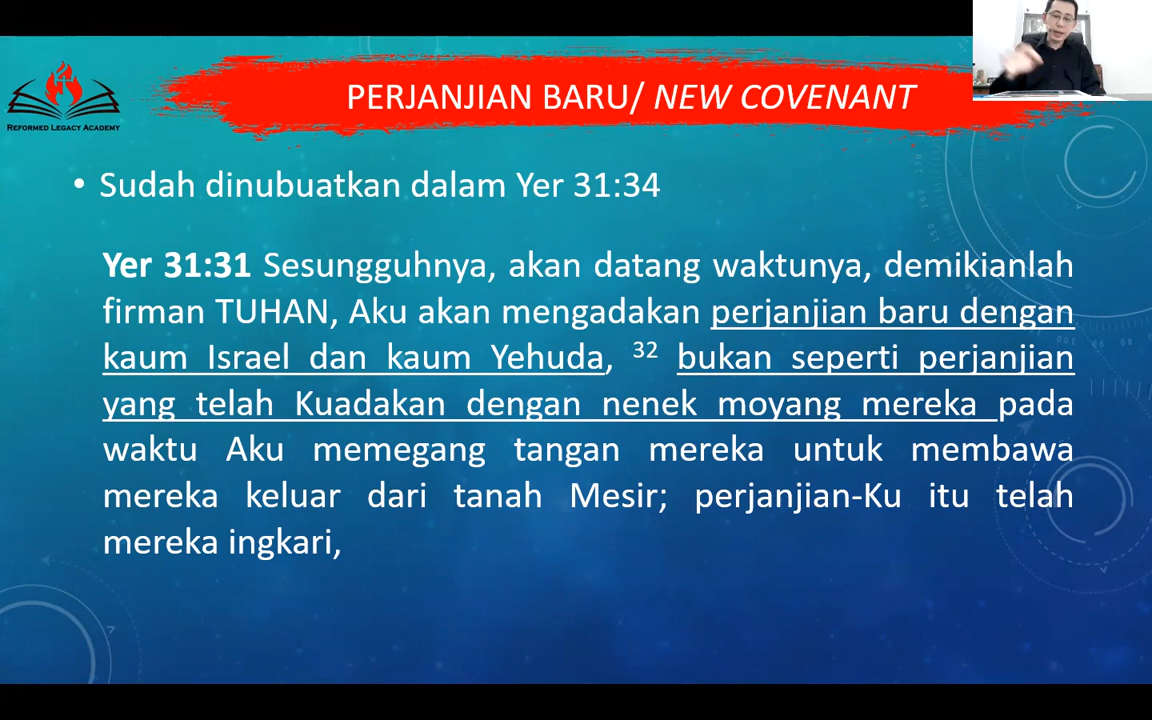 REFORMED LEGACY ACADEMY
PERJANJIAN BARU/ NEW COVENANT
• Sudah dinubuatkan dalam Yer 31:34
Yer 31:31 Sesungguhnya, akan datang waktunya, demikianlah
firman TUHAN, Aku akan mengadakan perjanjian baru dengan
kaum Israel dan kaum Yehuda, 32 bukan seperti perjanjian
yang telah Kuadakan dengan nenek moyang mereka pada
waktu Aku memegang tangan mereka untuk membawa
mereka keluar dari tanah Mesir; perjanjian-Ku itu telah
mereka ingkari,